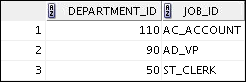 DEPARTMENT_ID JOB_ID
1 110 AC_ACCOUNT
2 90 AD_VP
3 50 ST_CLERK